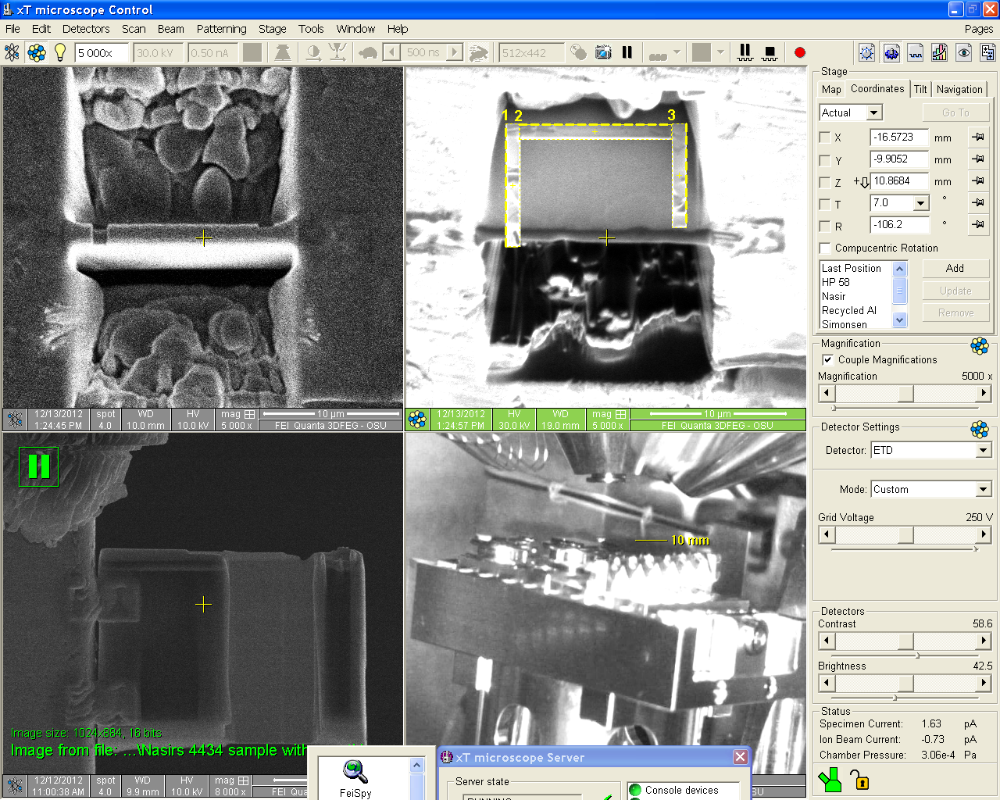 xT microscope Control
File Edit Detectors Scan Beam Patterning Stage Tools Window Help Pages
5 000x 30.0 kV 0.50 nA 500 ns 512x442
1 2 3
12/13/2012 spot WD HV mag
1:24:45 PM 4.0 10.0 mm 10.0 kV 5 000 x
10 µm
FEI Quanta 3DFEG - OSU
12/13/2012 HV WD mag
1:24:57 PM 30.0 kV 19.0 mm 5 000 x
10 µm
FEI Quanta 3DFEG - OSU
10 mm
Image size: 1024x884, 16 bits
Image from file: ...\Nasirs 4434 sample with
12/12/2012 spot WD HV mag
11:00:38 AM 4.0 9.9 mm 10.0 kV 8 000 x
FEI Qua
- OSU
FeiSpy
xT microscope Server
Server state
RUNNING
Console devices
Stage
Map Coordinates Tilt Navigation
Actual Go To
X -16.5723 mm
Y -9.9052 mm
Z 10.8684 mm
T 7.0 °
R -106.2 °
Compucentric Rotation
Last Position
HP 58
Nasir
Recycled Al
Simonsen
Add
Update
Remove
Magnification
Couple Magnifications
Magnification 5000 x
Detector Settings
Detector: ETD
Mode: Custom
Grid Voltage 250 V
Detectors
Contrast 58.6
Brightness 42.5
Status
Specimen Current: 1.63 pA
Ion Beam Current: -0.73 pA
Chamber Pressure: 3.06e-4 Pa